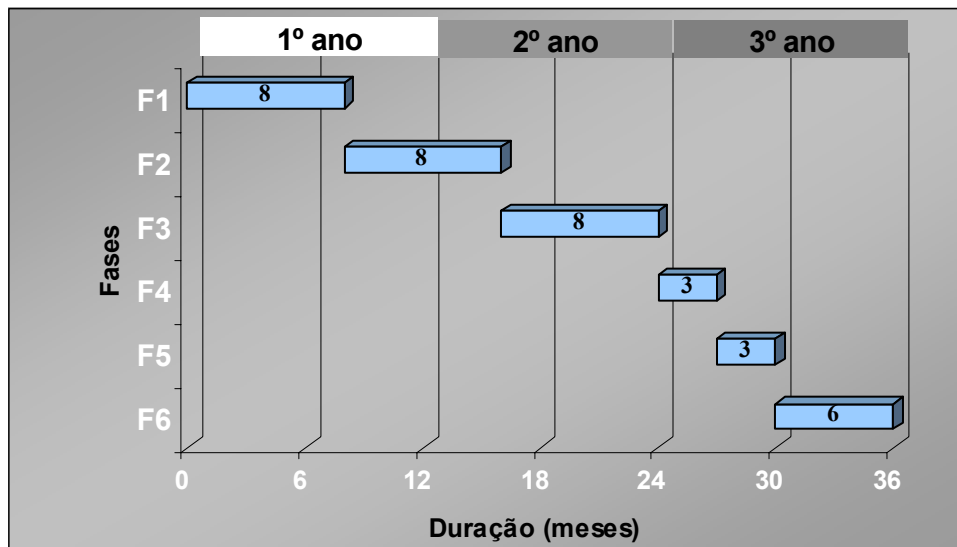 1º ano 2º ano 3º ano
F1 8
F2 8
F3 8
F4 3
F5 3
F6 6
Fases
0 6 12 18 24 30 36
Duração (meses)